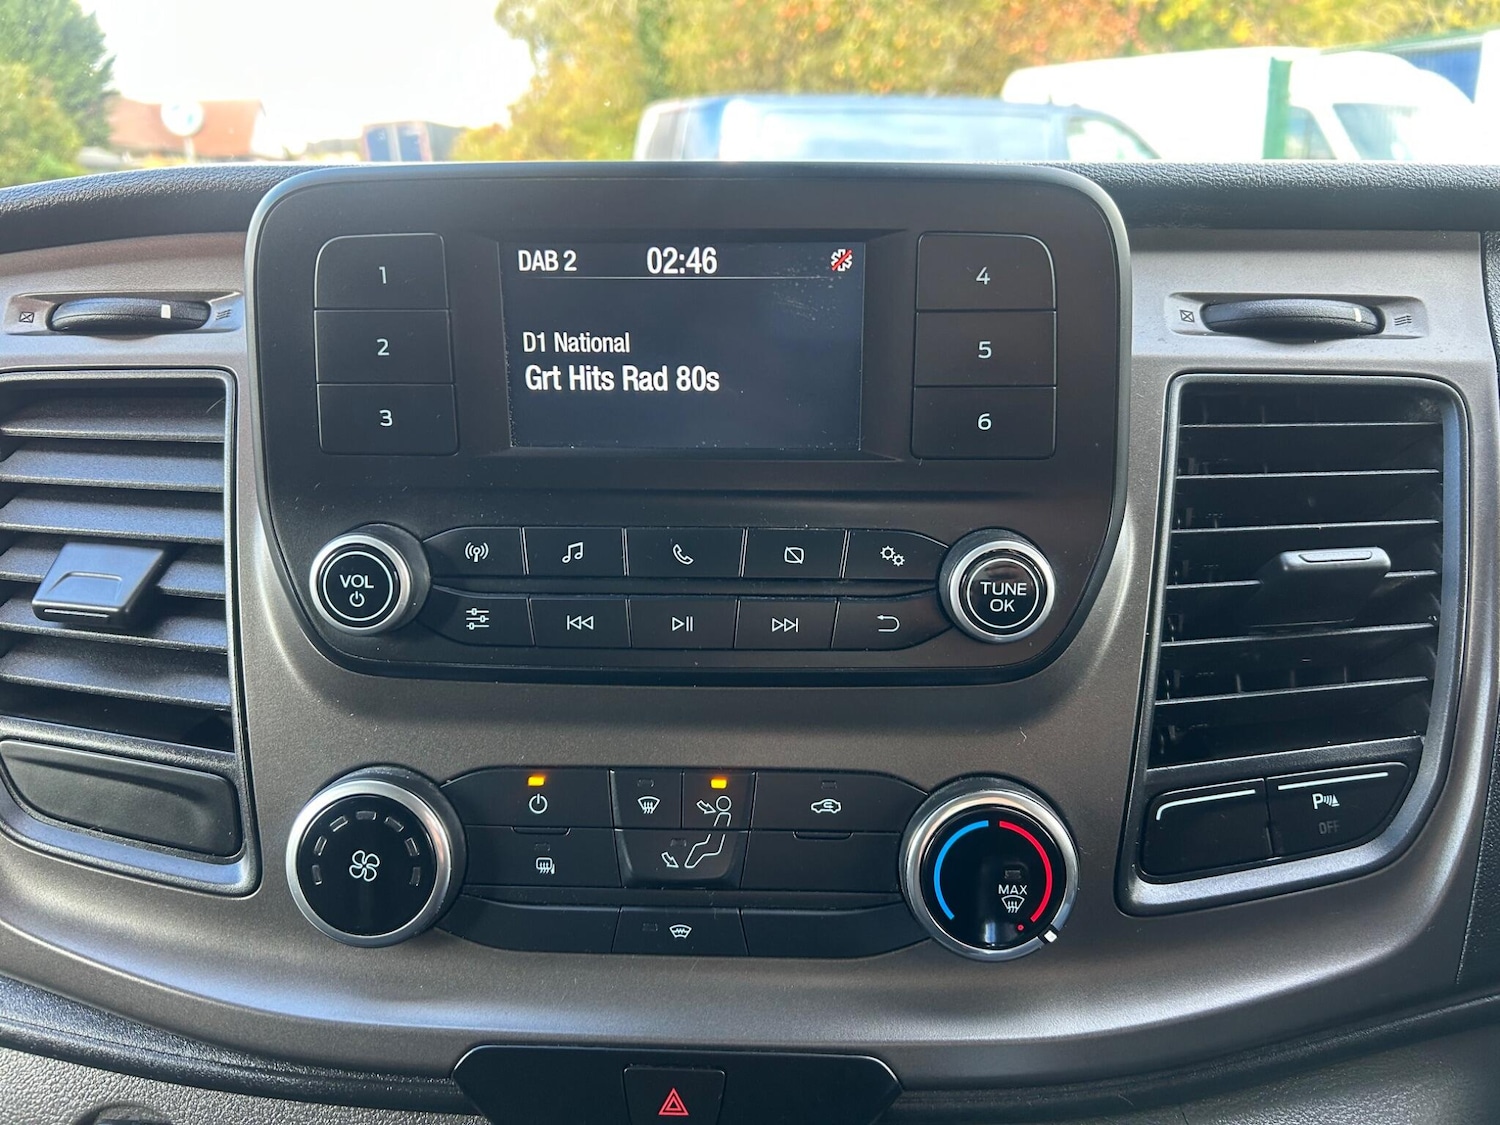 DAB 2 02:46
D1 National
Grt Hits Rad 80s
1
2
3
4
5
6
VOL
TUNE
OK
MAX
P
OFF